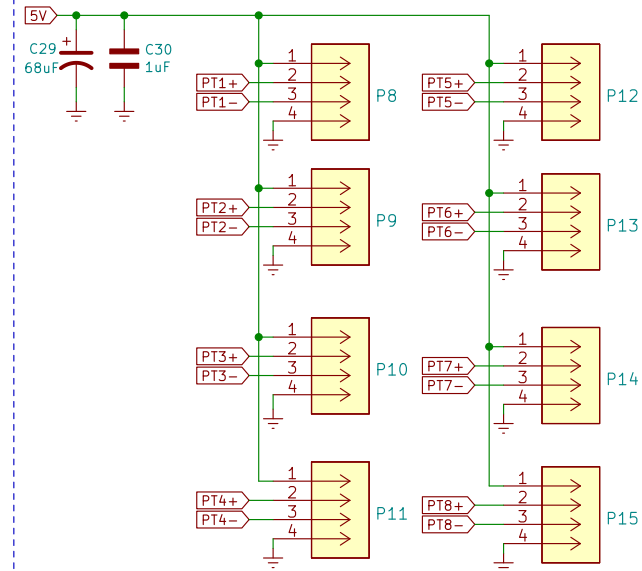 5V
+
C29
68uF
C30
1uF
1
PT1+ 2
PT1- 3
4
P8
1
PT5+ 2
PT5- 3
4
P12
1
PT2+ 2
PT2- 3
4
P9
1
PT6+ 2
PT6- 3
4
P13
1
PT3+ 2
PT3- 3
4
P10
1
PT7+ 2
PT7- 3
4
P14
1
PT4+ 2
PT4- 3
4
P11
1
PT8+ 2
PT8- 3
4
P15